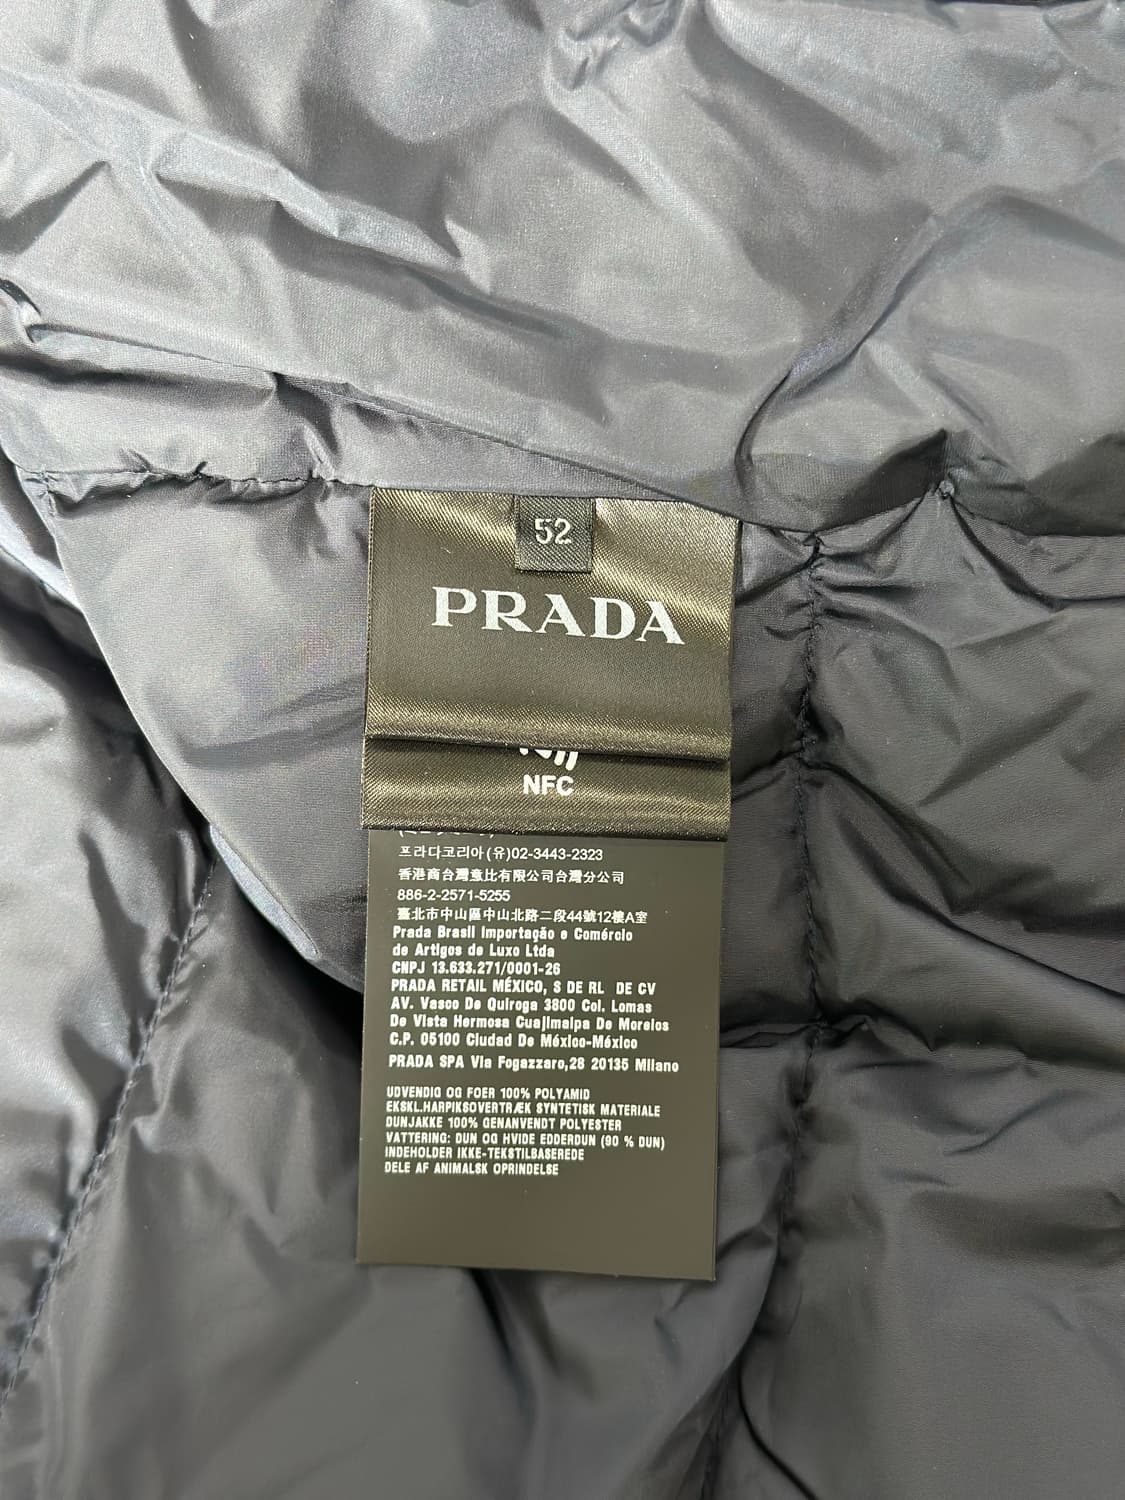 52
PRADA
NFC
프라다코리아(유)02-3443-2323
香港商台灣意比有限公司台灣分公司
886-2-2571-5255
臺北市中山區中山北路二段44號12樓A室
Prada Brasil Importação e Comércio
de Artigos de Luxo Ltda
CNPJ 13.633.271/0001-26
PRADA RETAIL MÉXICO, S DE RL DE CV
AV. Vasco De Quiroga 3800 Col. Lomas
De Vista Hermosa Cuajimalpa De Morelos
C.P. 05100 Ciudad De México-México
PRADA SPA Via Fogazzaro,28 20135 Milano
UDVENDIG OG FOER 100% POLYAMID
EKSKL.HARPIKSOVERTRÆK SYNTETISK MATERIALE
DUNJAKKE 100% GENANVENDT POLYESTER
VATTERING: DUN OG HVIDE EDDERDUN (90 % DUN)
INDEHOLDER IKKE-TEKSTILBASEREDE
DELE AF ANIMALSK OPRINDELSE